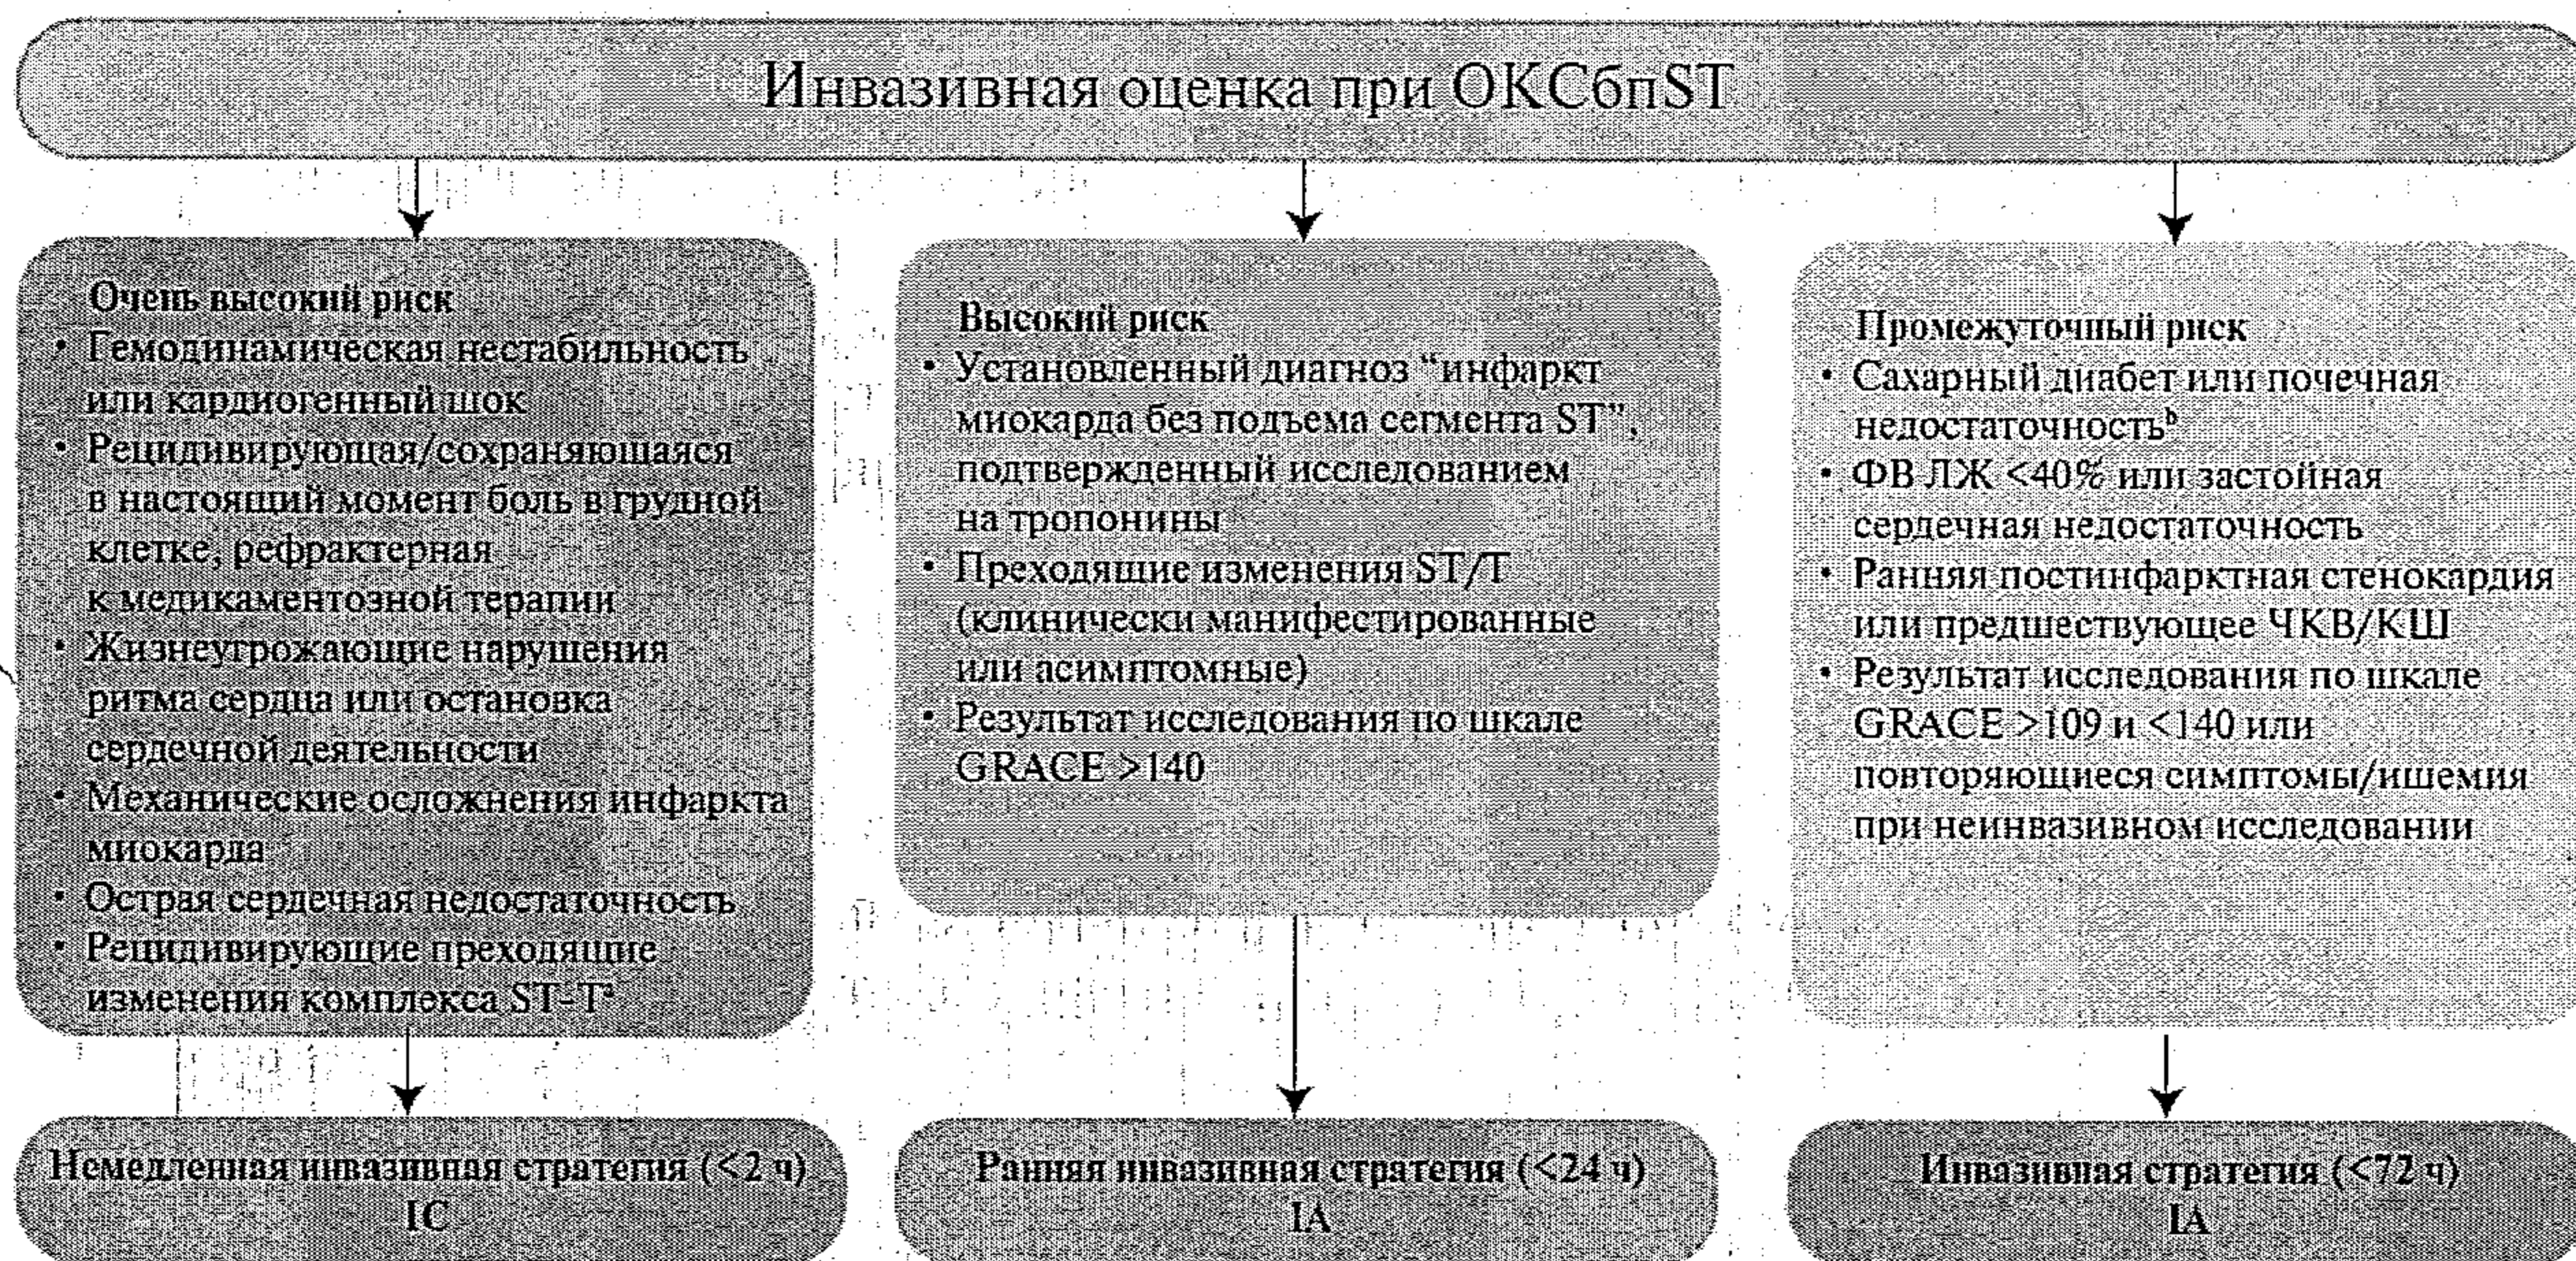 Инвазивная оценка при ОКСбпST
Очень высокий риск
• Гемодинамическая нестабильность
или кардиогенный шок
• Рецидивирующая/сохраняющаяся
в настоящий момент боль в грудной
клетке, рефрактерная
к медикаментозной терапии
• Жизнеугрожающие нарушения
ритма сердца или остановка
сердечной деятельности
• Механические осложнения инфаркта
миокарда
• Острая сердечная недостаточность
• Рецидивирующие преходящие
изменения комплекса ST-Tᵃ
Немедленная инвазивная стратегия (<2 ч)
IC
Высокий риск
• Установленный диагноз “инфаркт
миокарда без подъема сегмента ST”,
подтвержденный исследованием
на тропонины
• Преходящие изменения ST/T
(клинически манифестированные
или асимптомные)
• Результат исследования по шкале
GRACE >140
Ранняя инвазивная стратегия (<24 ч)
IA
Промежуточный риск
• Сахарный диабет или почечная
недостаточностьᵇ
• ФВ ЛЖ <40% или застойная
сердечная недостаточность
• Ранняя постинфарктная стенокардия
или предшествующее ЧКВ/КШ
• Результат исследования по шкале
GRACE >109 и <140 или
повторяющиеся симптомы/ишемия
при неинвазивном исследовании
Инвазивная стратегия (<72 ч)
IA